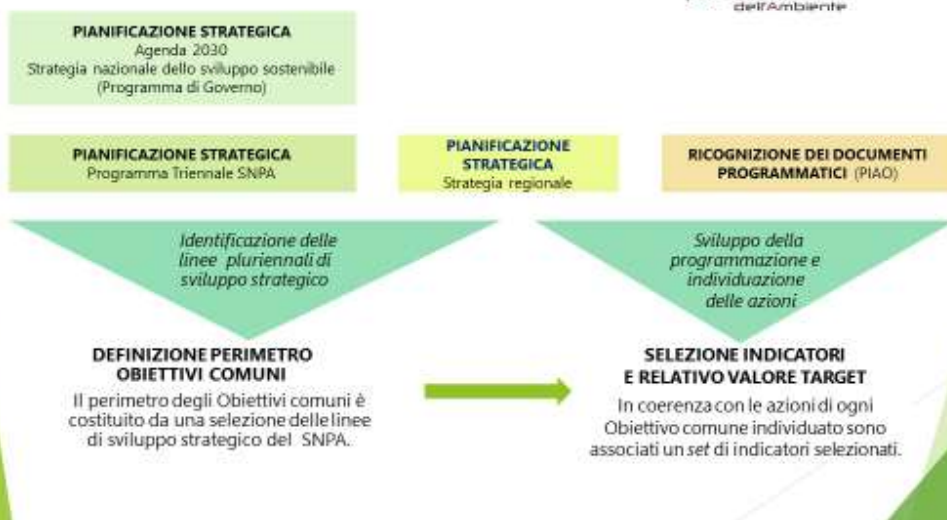 dell'Ambiente
PIANIFICAZIONE STRATEGICA
Agenda 2030
Strategia nazionale dello sviluppo sostenibile
(Programma di Governo)
PIANIFICAZIONE STRATEGICA
Programma Triennale SNPA
PIANIFICAZIONE
STRATEGICA
Strategia regionale
RICOGNIZIONE DEI DOCUMENTI
PROGRAMMATICI (PIAO)
Identificazione delle
linee pluriennali di
sviluppo strategico
Sviluppo della
programmazione e
individuazione
delle azioni
DEFINIZIONE PERIMETRO
OBIETTIVI COMUNI
Il perimetro degli Obiettivi comuni è
costituito da una selezione delle linee
di sviluppo strategico del SNPA.
SELEZIONE INDICATORI
E RELATIVO VALORE TARGET
In coerenza con le azioni di ogni
Obiettivo comune individuato sono
associati un set di indicatori selezionati.